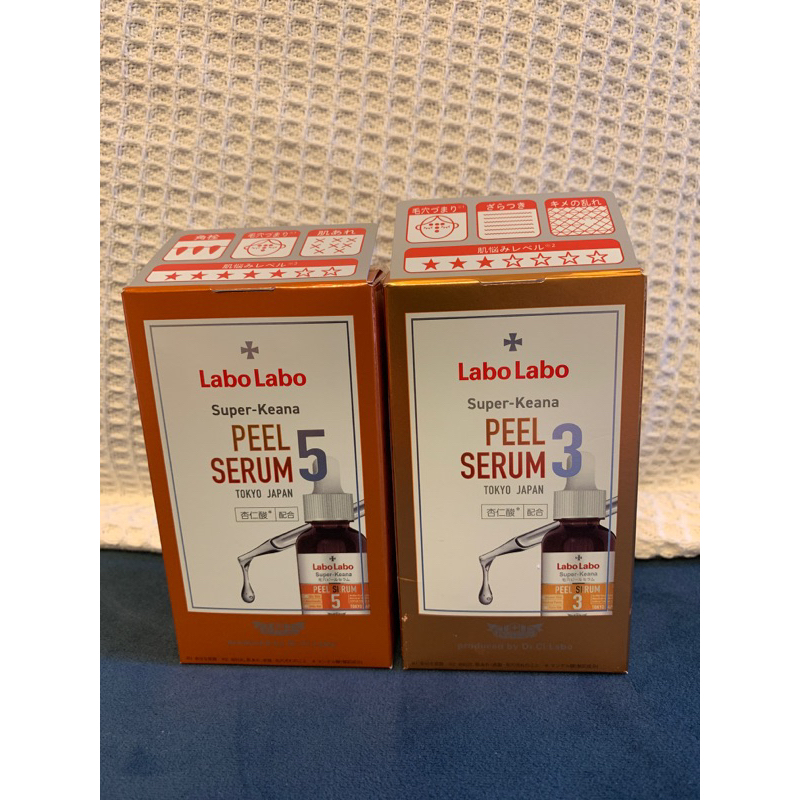 角栓
毛穴づまり※1
肌あれ
肌悩みレベル※2
Labo Labo
Super-Keana
PEEL
SERUM 5
TOKYO JAPAN
杏仁酸※ 配合
Labo Labo
Super-Keana
PEEL SERUM
5
毛穴づまり※1
ざらつき
キメの乱れ
肌悩みレベル※2
Labo Labo
Super-Keana
PEEL
SERUM 3
TOKYO JAPAN
杏仁酸※ 配合
Labo Labo
Super-Keana
PEEL SERUM
3
produced by Dr.Ci:Labo